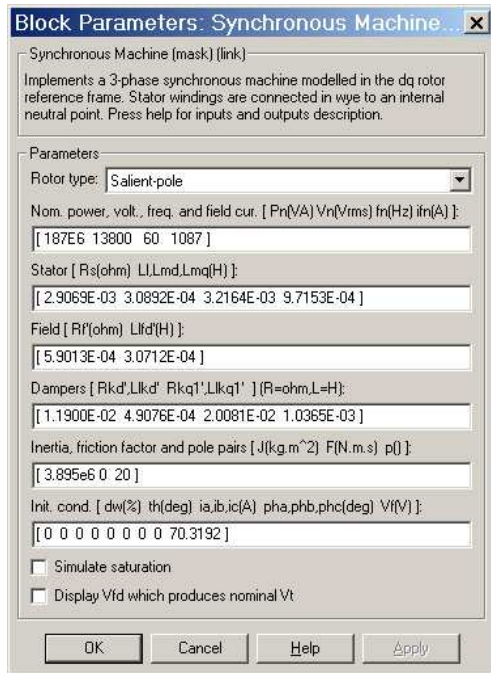 Block Parameters: Synchronous Machine...
Synchronous Machine (mask) (link)
Implements a 3-phase synchronous machine modelled in the dq rotor
reference frame. Stator windings are connected in wye to an internal
neutral point. Press help for inputs and outputs description.
Parameters
Rotor type: Salient-pole
Nom. power, volt., freq. and field cur. [ Pn(VA) Vn(Vrms) fn(Hz) ifn(A) ]:
[ 187E6 13800 60 1087 ]
Stator [ Rs(ohm) Ll,Lmd,Lmq(H) ]:
[ 2.9069E-03 3.0892E-04 3.2164E-03 9.7153E-04 ]
Field [ Rf'(ohm) Llfd'(H) ]:
[ 5.9013E-04 3.0712E-04 ]
Dampers [ Rkd',Llkd' Rkq1',Llkq1' ] (R=ohm,L=H):
[ 1.1900E-02 4.9076E-04 2.0081E-02 1.0365E-03 ]
Inertia, friction factor and pole pairs [ J(kg.m^2) F(N.m.s) p() ]:
[ 3.895e6 0 20 ]
Init. cond. [ dw(%) th(deg) ia,ib,ic(A) pha,phb,phc(deg) Vf(V) ]:
[ 0 0 0 0 0 0 0 0 70.3192 ]
Simulate saturation
Display Vfd which produces nominal Vt
OK Cancel Help Apply